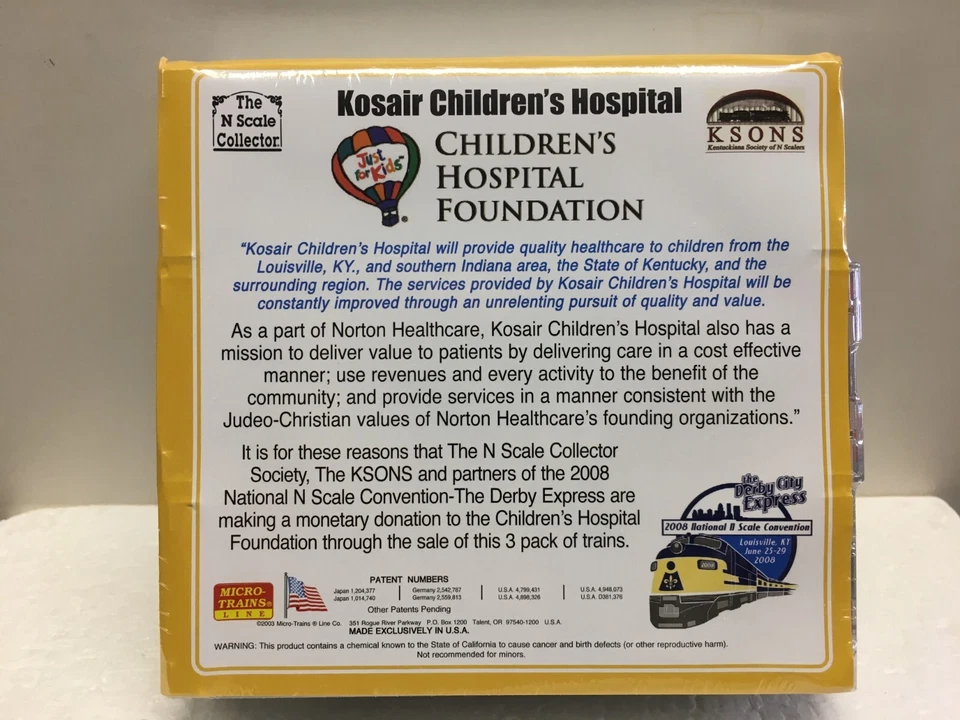 The
N Scale
Collector
Kosair Children's Hospital
KSONS
Kentuckiana Society of N Scalers
Just
for Kids™
CHILDREN'S
HOSPITAL
FOUNDATION
"Kosair Children's Hospital will provide quality healthcare to children from the
Louisville, KY., and southern Indiana area, the State of Kentucky, and the
surrounding region. The services provided by Kosair Children's Hospital will be
constantly improved through an unrelenting pursuit of quality and value.
As a part of Norton Healthcare, Kosair Children's Hospital also has a
mission to deliver value to patients by delivering care in a cost effective
manner; use revenues and every activity to the benefit of the
community; and provide services in a manner consistent with the
Judeo-Christian values of Norton Healthcare's founding organizations."
It is for these reasons that The N Scale Collector
Society, The KSONS and partners of the 2008
National N Scale Convention-The Derby Express are
making a monetary donation to the Children's Hospital
Foundation through the sale of this 3 pack of trains.
the
Derby City
Express
2008 National N Scale Convention
Louisville, KY
June 25-29
2008
2008
MICRO-
TRAINS®
LINE
PATENT NUMBERS
Japan 1,204,377 Germany 2,542,787 U.S.A. 4,799,431 U.S.A. 4,948,073
Japan 1,014,740 Germany 2,559,813 U.S.A. 4,898,326 U.S.A. D381,376
Other Patents Pending
©2003 Micro-Trains ® Line Co. 351 Rogue River Parkway P.O. Box 1200 Talent, OR 97540-1200 U.S.A.
MADE EXCLUSIVELY IN U.S.A.
WARNING: This product contains a chemical known to the State of California to cause cancer and birth defects (or other reproductive harm).
Not recommended for minors.